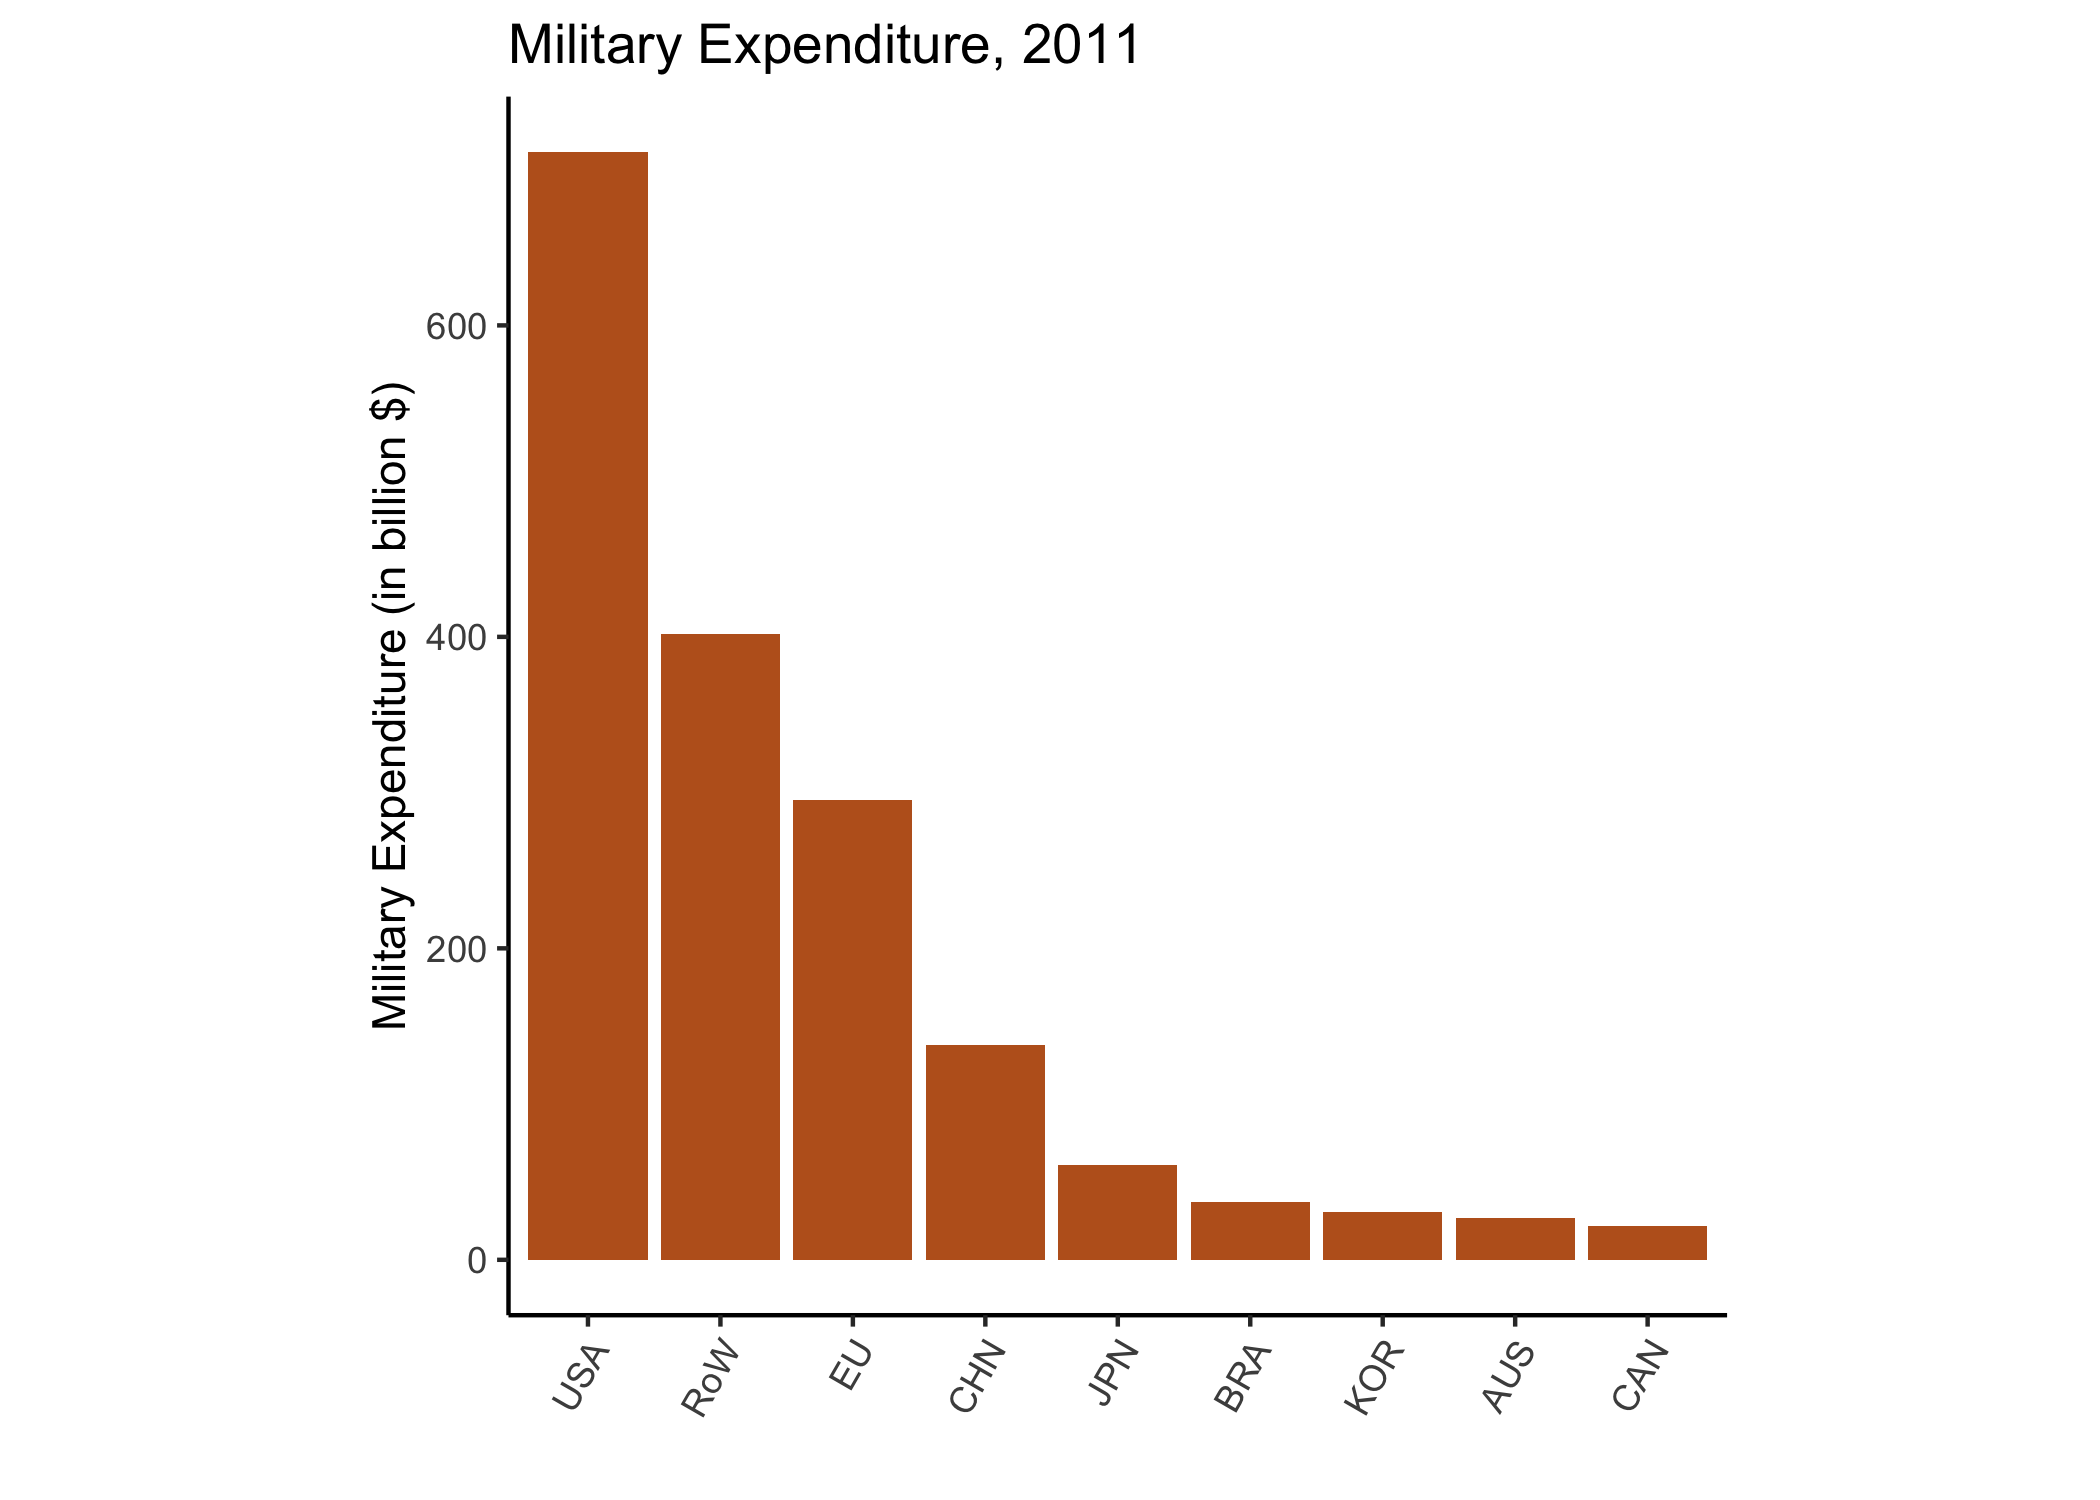 Military Expenditure, 2011
Military Expenditure (in billion $)
600
400
200
0
USA
RoW
EU
CHN
JPN
BRA
KOR
AUS
CAN